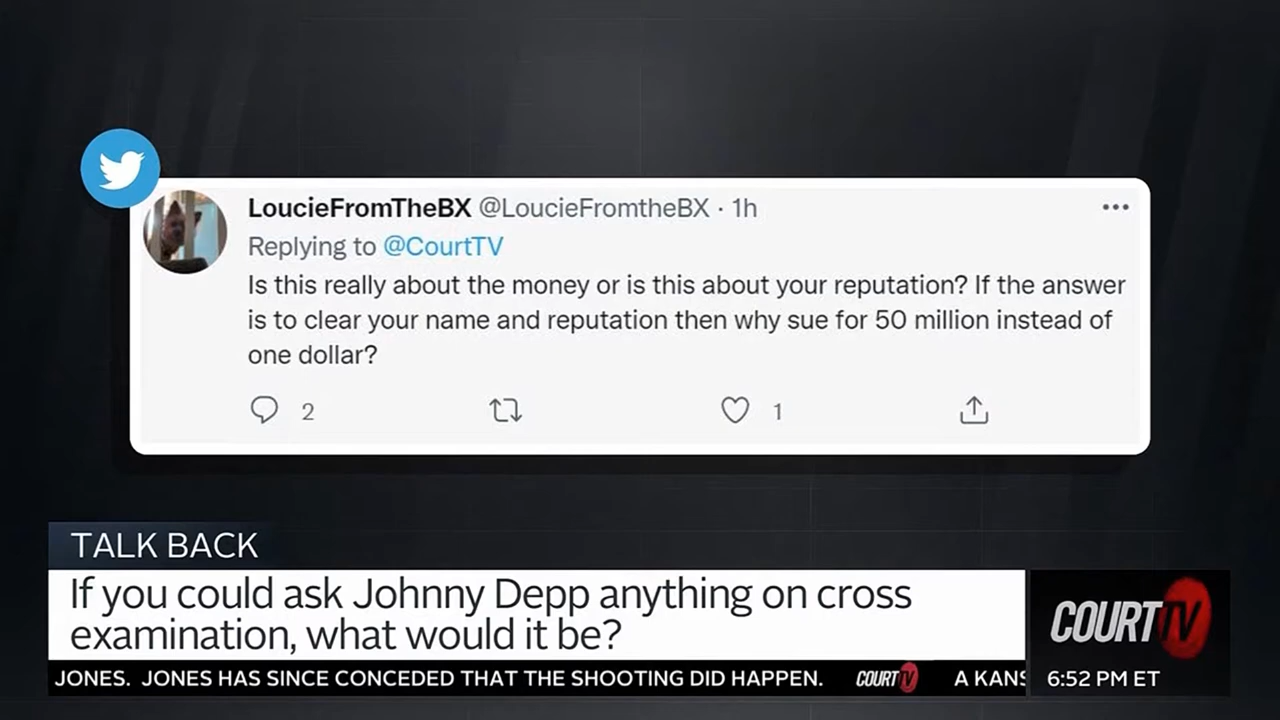 LoucieFromTheBX @LoucieFromtheBX · 1h
Replying to @CourtTV
Is this really about the money or is this about your reputation? If the answer
is to clear your name and reputation then why sue for 50 million instead of
one dollar?
2 1
TALK BACK
If you could ask Johnny Depp anything on cross
examination, what would it be?
COURT TV
JONES. JONES HAS SINCE CONCEDED THAT THE SHOOTING DID HAPPEN. COURT TV A KANS
6:52 PM ET